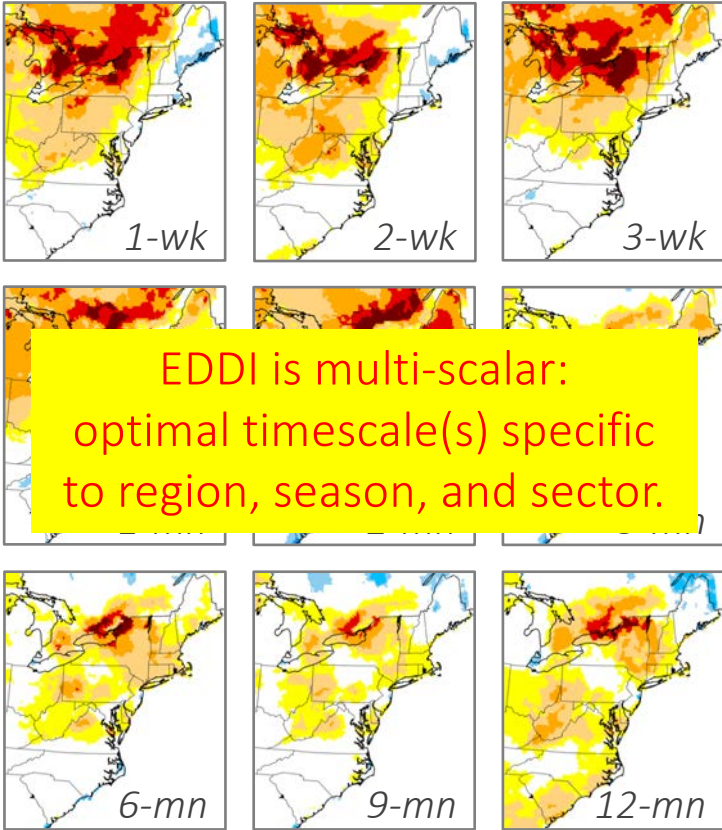 1-wk
2-wk
3-wk
EDDI is multi-scalar:
optimal timescale(s) specific
to region, season, and sector.
6-mn
9-mn
12-mn